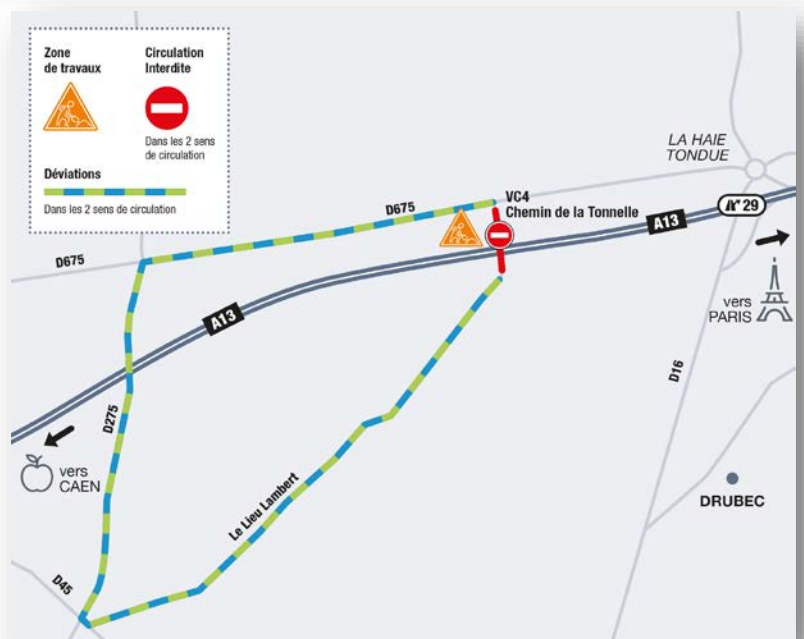 Zone
de travaux
Circulation
Interdite
Dans les 2 sens
de circulation
Déviations
Dans les 2 sens de circulation
LA HAIE
TONDUE
29
VC4
Chemin de la Tonnelle
D675
A13
D675
vers
PARIS
A13
D16
D275
vers
CAEN
DRUBEC
Le Lieu Lambert
D45